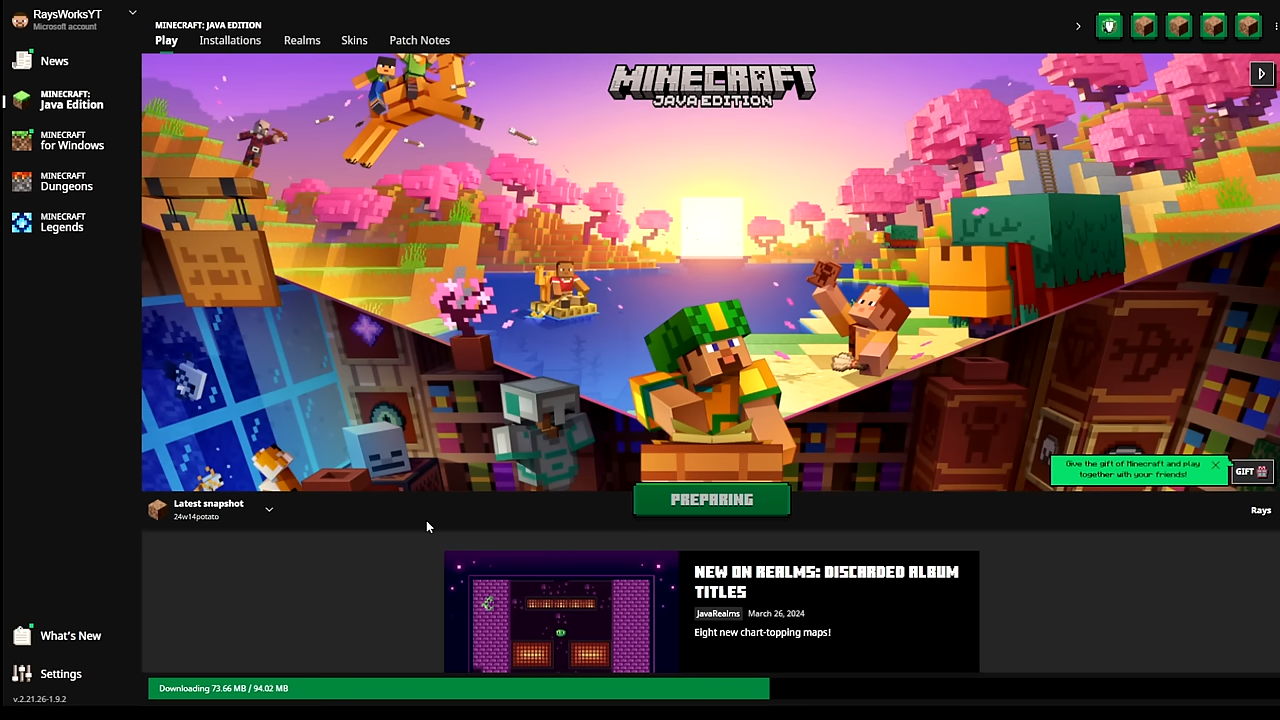 RaysWorksYT
Microsoft account
News
MINECRAFT:
Java Edition
MINECRAFT
for Windows
MINECRAFT
Dungeons
MINECRAFT
Legends
What's New
Settings
v.2.21.26-1.9.2
MINECRAFT: JAVA EDITION
Play Installations Realms Skins Patch Notes
MINECRAFT
JAVA EDITION
Give the gift of Minecraft and play
together with your friends!
GIFT
Latest snapshot
24w14potato
PREPARING
Rays
NEW ON REALMS: DISCARDED ALBUM
TITLES
JavaRealms March 26, 2024
Eight new chart-topping maps!
Downloading 73.66 MB / 94.02 MB